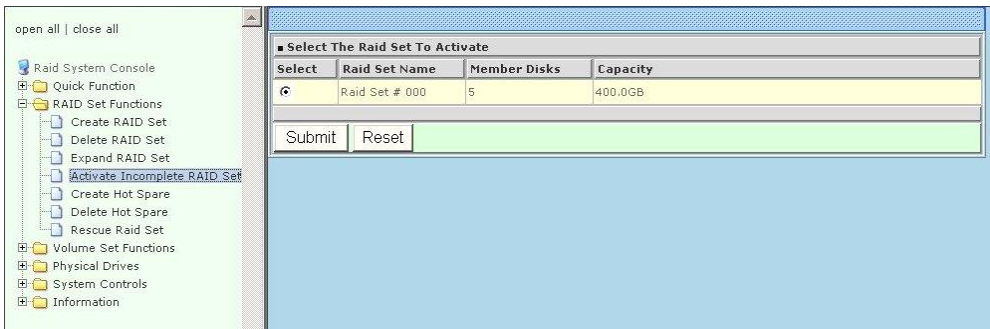 open all | close all
Raid System Console
Quick Function
RAID Set Functions
Create RAID Set
Delete RAID Set
Expand RAID Set
Activate Incomplete RAID Set
Create Hot Spare
Delete Hot Spare
Rescue Raid Set
Volume Set Functions
Physical Drives
System Controls
Information
Select The Raid Set To Activate
Select Raid Set Name Member Disks Capacity
Raid Set # 000 5 400.0GB
Submit Reset